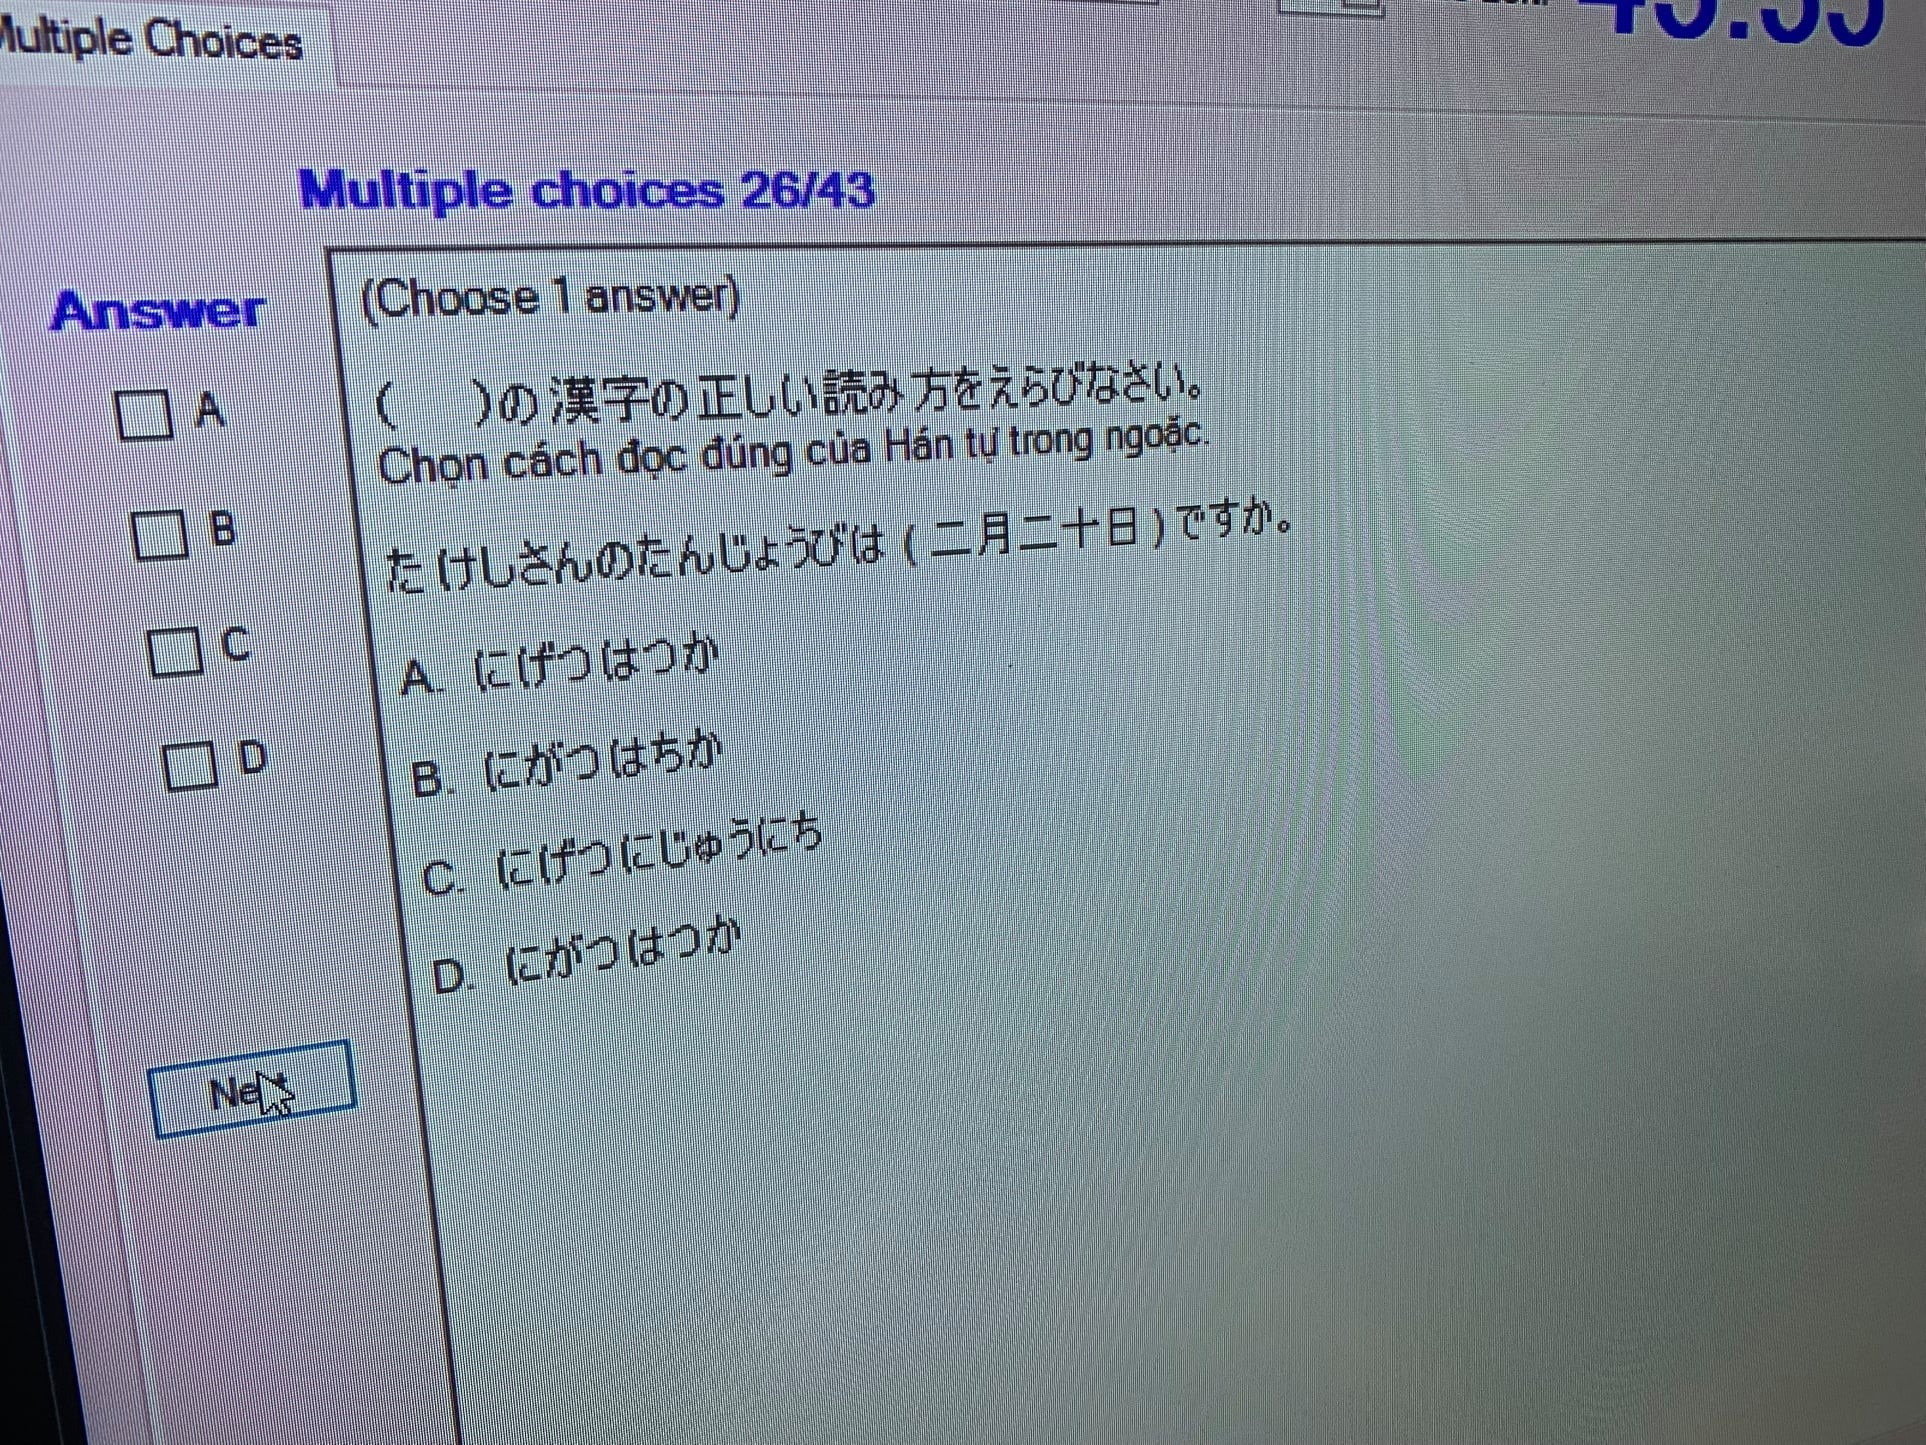 Multiple Choices
Multiple choices 26/43
Answer
A
B
C
D
(Choose 1 answer)
(　)の漢字の正しい読み方をえらびなさい。
Chọn cách đọc đúng của Hán tự trong ngoặc.
たけしさんのたんじょうびは ( 二月二十日 ) ですか。
A. にげつはつか
B. にがつはちか
C. にげつにじゅうにち
D. にがつはつか